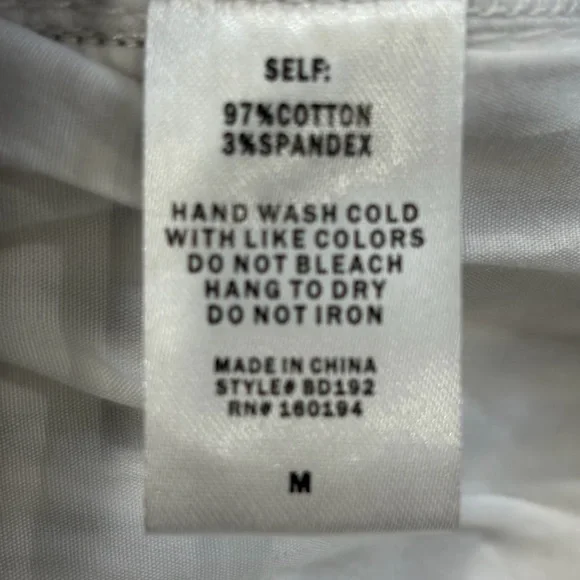 SELF:
97%COTTON
3%SPANDEX
HAND WASH COLD
WITH LIKE COLORS
DO NOT BLEACH
HANG TO DRY
DO NOT IRON
MADE IN CHINA
STYLE# BD192
RN# 160194
M